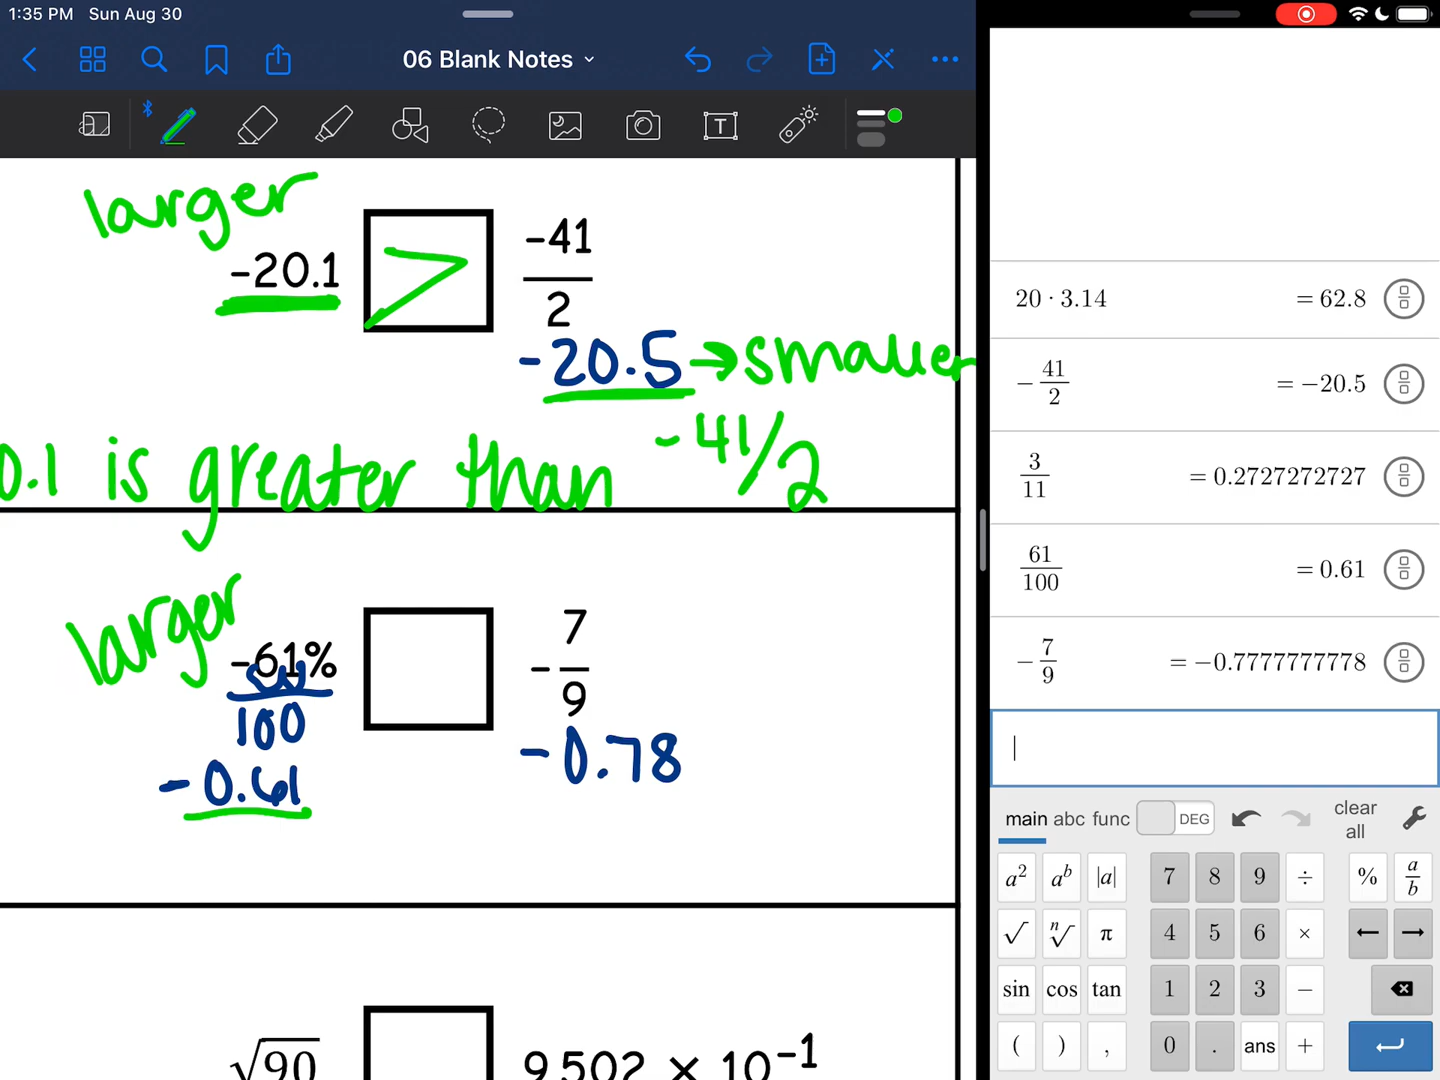 1:35 PM Sun Aug 30
06 Blank Notes
T
larger
-20.1 > -41/2
-20.5 → smaller
0.1 is greater than -41/2
larger
-61% -7/9
100
-0.61 -0.78
√90 9.502 × 10⁻¹
20 · 3.14 = 62.8
-41/2 = -20.5
3/11 = 0.2727272727
61/100 = 0.61
-7/9 = -0.7777777778
main abc func DEG clear all
a² aᵇ |a| 7 8 9 ÷ % a/b
√ ⁿ√ π 4 5 6 × ← →
sin cos tan 1 2 3 −
( ) , 0 . ans +